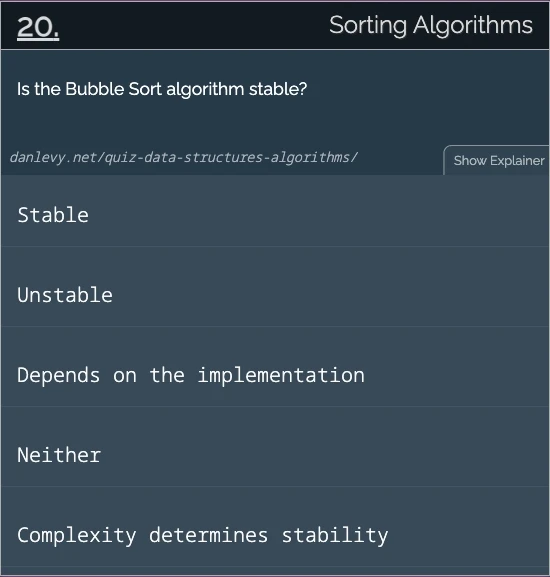 20.
Sorting Algorithms
Is the Bubble Sort algorithm stable?
danlevy.net/quiz-data-structures-algorithms/
Show Explainer
Stable
Unstable
Depends on the implementation
Neither
Complexity determines stability